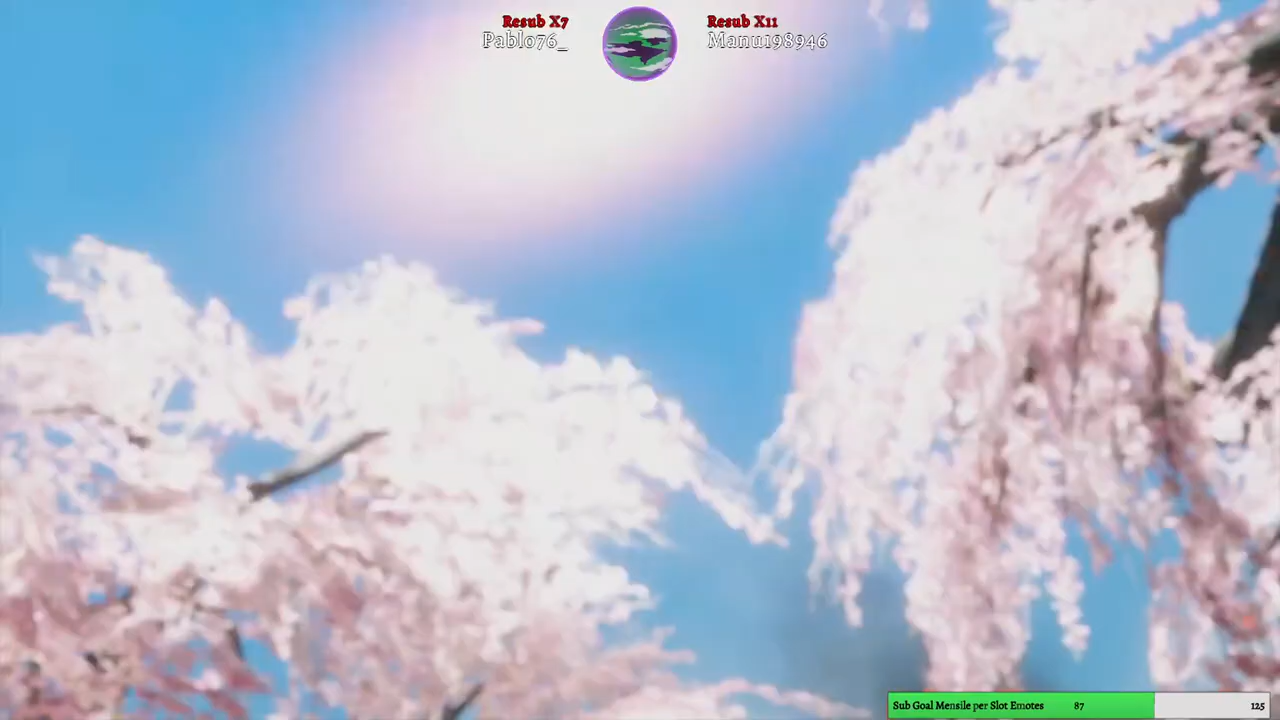 Resub X7
Pablo76_
Resub X11
Manu198946
Sub Goal Mensile per Slot Emotes 87 125